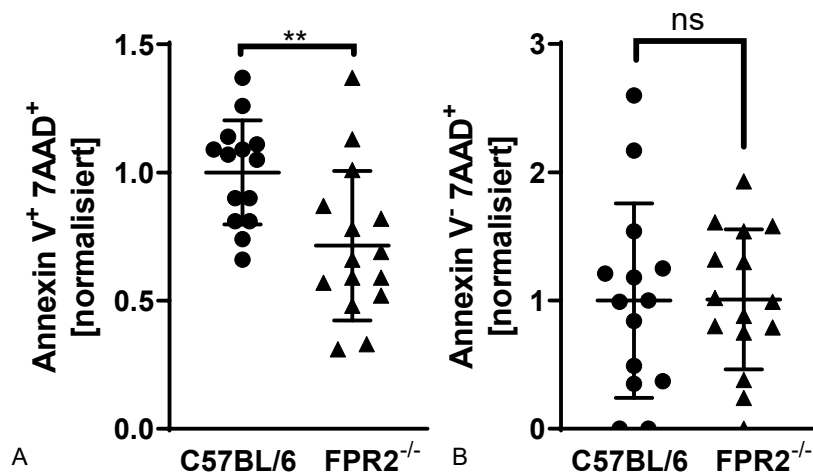 Annexin V⁺ 7AAD⁺
[normalisiert]
1.5
1.0
0.5
0.0
**
C57BL/6 FPR2⁻/⁻
A
Annexin V⁻ 7AAD⁺
[normalisiert]
3
2
1
0
ns
C57BL/6 FPR2⁻/⁻
B